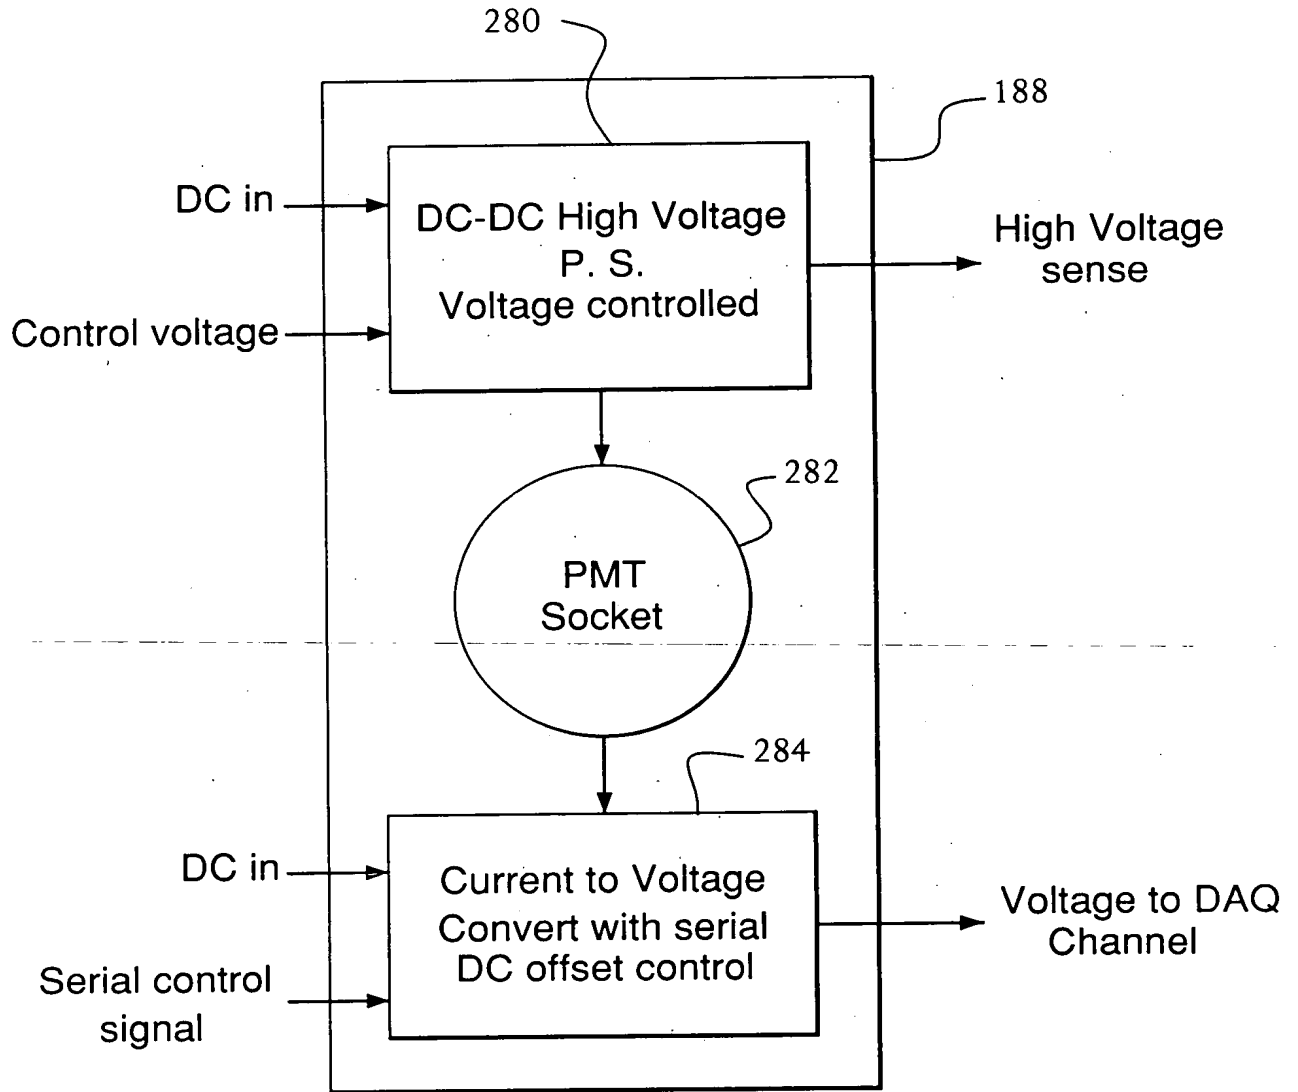 280
188
DC in
DC-DC High Voltage
P. S.
Voltage controlled
High Voltage
sense
Control voltage
282
PMT
Socket
284
DC in
Current to Voltage
Convert with serial
DC offset control
Voltage to DAQ
Channel
Serial control
signal